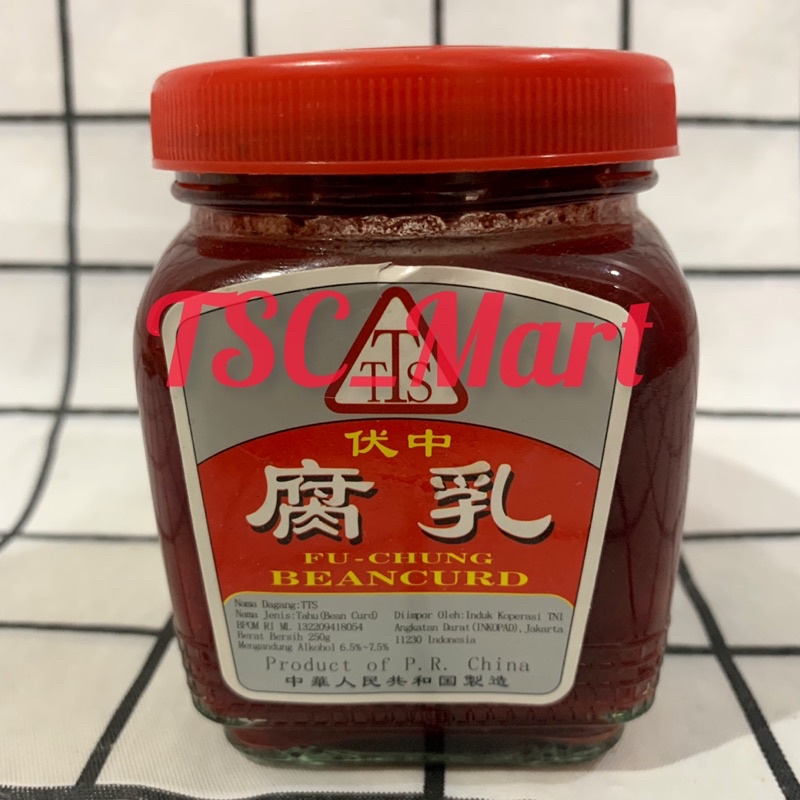 TSC_Mart
TTS
伏中
腐乳
FU-CHUNG
BEANCURD
Nama Dagang:TTS
Nama Jenis:Tahu(Bean Curd)
BPOM RI ML 132209418054
Berat Bersih 250g
Mengandung Alkohol 6.5%~7.5%
Diimpor Oleh:Induk Koperasi TNI
Angkatan Darat(INKOPAD),Jakarta
11230 Indonesia
Product of P.R. China
中華人民共和国製造